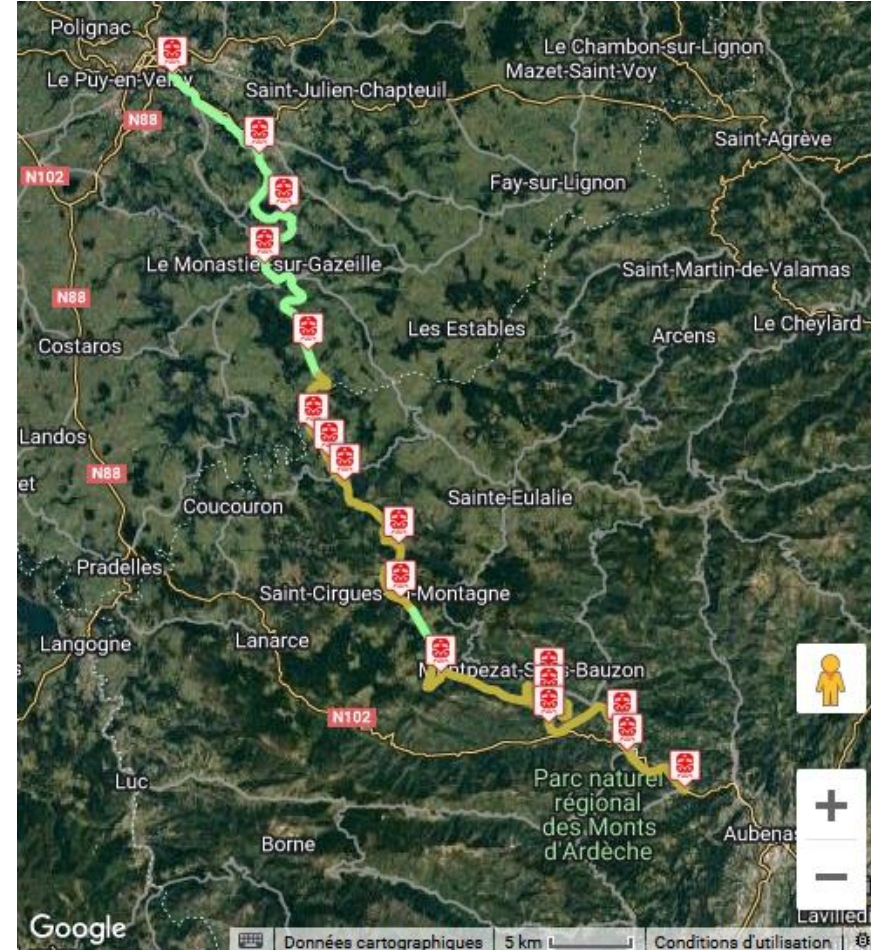 Polignac
Le Chambon-sur-Lignon
Mazet-Saint-Voy
Le Puy-en-Velay
Saint-Julien-Chapteuil
N88
Saint-Agrève
N102
Fay-sur-Lignon
Le Monastier-sur-Gazeille
Saint-Martin-de-Valamas
N88
Les Estables
Arcens
Le Cheylard
Costaros
Landos
N88
et
Coucouron
Sainte-Eulalie
Pradelles
Saint-Cirgues-en-Montagne
Langogne
Lanarce
s
Montpezat-Sous-Bauzon
N102
Luc
Parc naturel
régional
des Monts
d'Ardèche
Aubenas
Borne
Google
Données cartographiques
5 km
Conditions d'utilisation